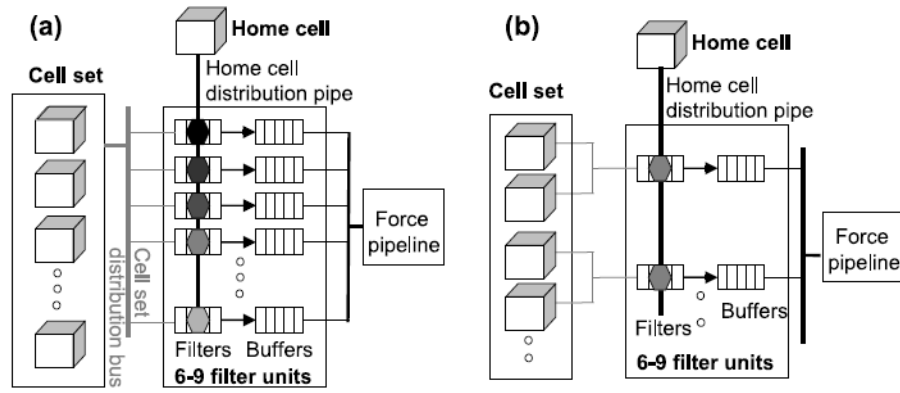 (a)
Home cell
Cell set
Home cell
distribution pipe
Cell set
distribution bus
Force
pipeline
Filters
Buffers
6-9 filter units
(b)
Home cell
Cell set
Home cell
distribution pipe
Force
pipeline
Filters
Buffers
6-9 filter units